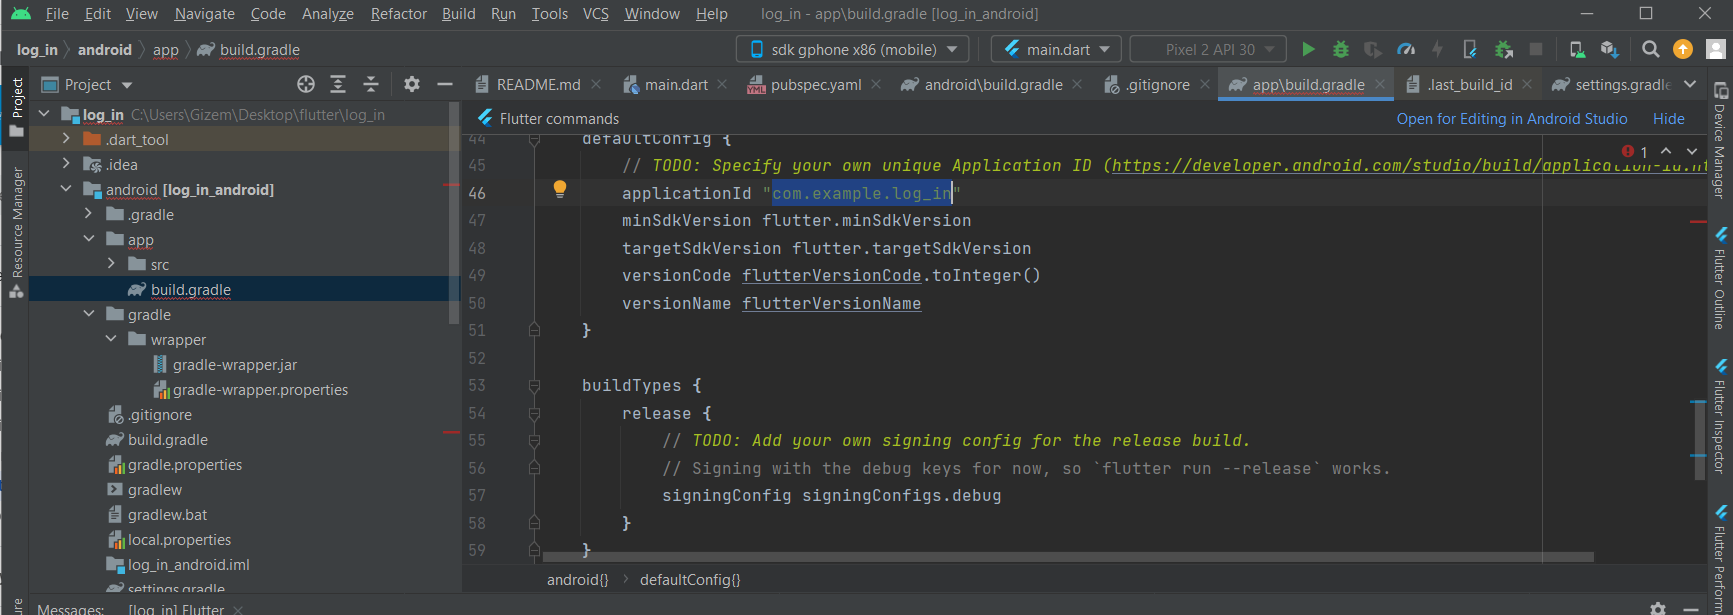 File Edit View Navigate Code Analyze Refactor Build Run Tools VCS Window Help log_in - app\build.gradle [log_in_android]
log_in android app build.gradle sdk gphone x86 (mobile) main.dart Pixel 2 API 30
Project README.md main.dart pubspec.yaml android\build.gradle .gitignore app\build.gradle .last_build_id settings.gradle
Flutter commands Open for Editing in Android Studio Hide
Project
Resource Manager
log_in C:\Users\Gizem\Desktop\flutter\log_in
.dart_tool
.idea
android [log_in_android]
.gradle
app
src
build.gradle
gradle
wrapper
gradle-wrapper.jar
gradle-wrapper.properties
.gitignore
build.gradle
gradle.properties
gradlew
gradlew.bat
local.properties
log_in_android.iml
settings.gradle
44 defaultConfig {
45 // TODO: Specify your own unique Application ID (https://developer.android.com/studio/build/application-id.ht
1
46 applicationId "com.example.log_in"
47 minSdkVersion flutter.minSdkVersion
48 targetSdkVersion flutter.targetSdkVersion
49 versionCode flutterVersionCode.toInteger()
50 versionName flutterVersionName
51 }
52
53 buildTypes {
54 release {
55 // TODO: Add your own signing config for the release build.
56 // Signing with the debug keys for now, so `flutter run --release` works.
57 signingConfig signingConfigs.debug
58 }
59 }
android{} defaultConfig{}
Device Manager
Flutter Outline
Flutter Inspector
Flutter Perform
Messages: [log_in] Flutter